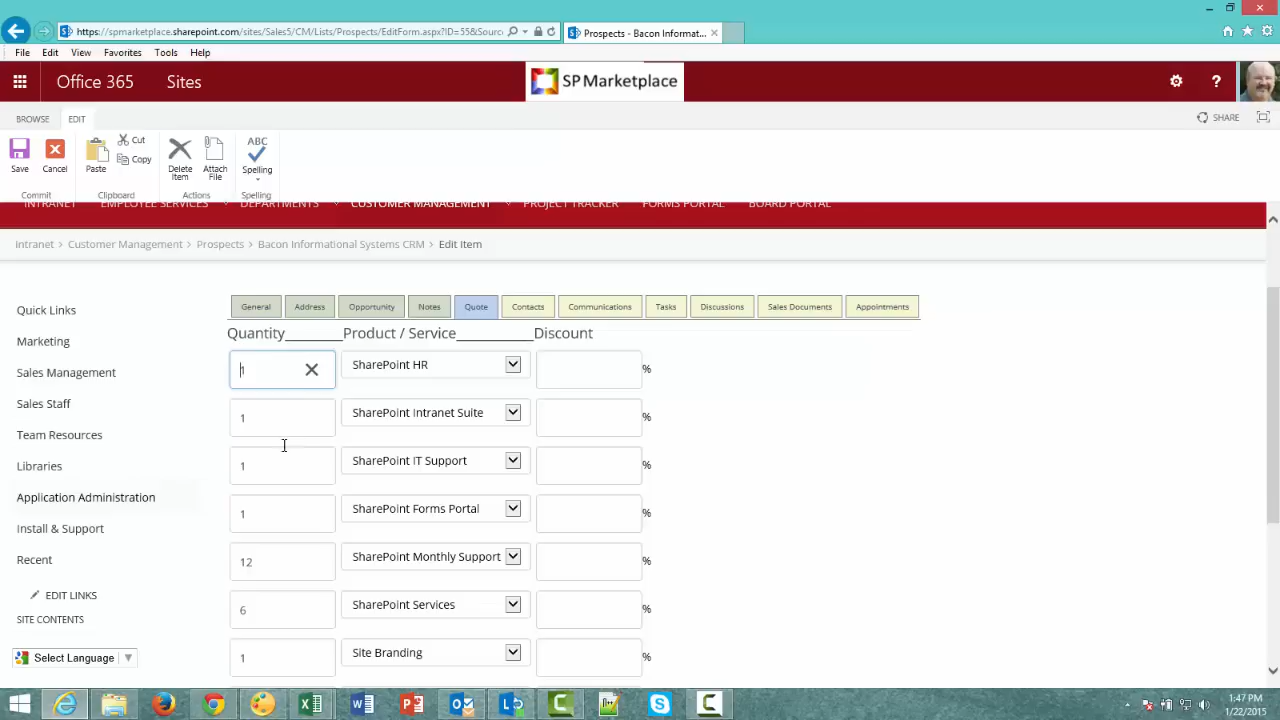 https://spmarketplace.sharepoint.com/sites/Sales5/CM/Lists/Prospects/EditForm.aspx?ID=55&Sourc
Prospects - Bacon Informat...
File Edit View Favorites Tools Help
Office 365 Sites SPMarketplace ?
BROWSE EDIT SHARE
Save Cancel Paste Cut Copy Delete Item Attach File ABC Spelling
Commit Clipboard Actions Spelling
INTRANET EMPLOYEE SERVICES DEPARTMENTS CUSTOMER MANAGEMENT PROJECT TRACKER FORMS PORTAL BOARD PORTAL
Intranet > Customer Management > Prospects > Bacon Informational Systems CRM > Edit Item
Quick Links
Marketing
Sales Management
Sales Staff
Team Resources
Libraries
Application Administration
Install & Support
Recent
EDIT LINKS
SITE CONTENTS
Select Language
General Address Opportunity Notes Quote Contacts Communications Tasks Discussions Sales Documents Appointments
Quantity________Product / Service___________Discount
1 SharePoint HR %
1 SharePoint Intranet Suite %
1 SharePoint IT Support %
1 SharePoint Forms Portal %
12 SharePoint Monthly Support %
6 SharePoint Services %
1 Site Branding %
1:47 PM
1/22/2015